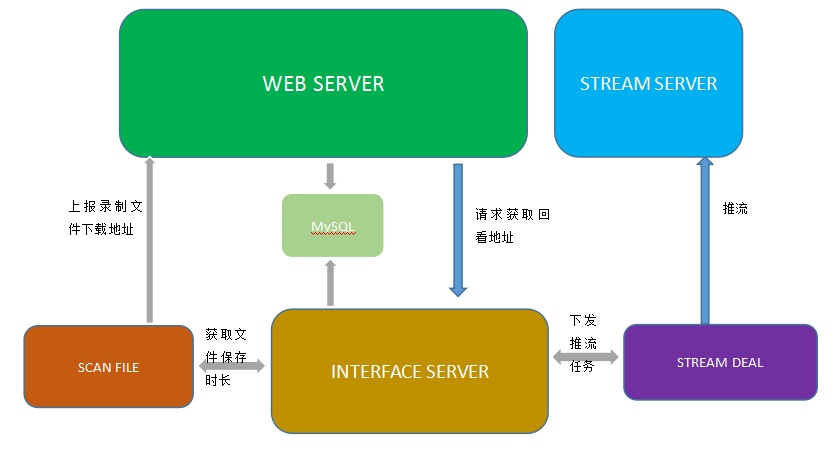 WEB SERVER
STREAM SERVER
上报录制文
件下载地址
MySQL
请求获取回
看地址
推流
获取文
件保存
时长
下发
推流
任务
SCAN FILE
INTERFACE SERVER
STREAM DEAL